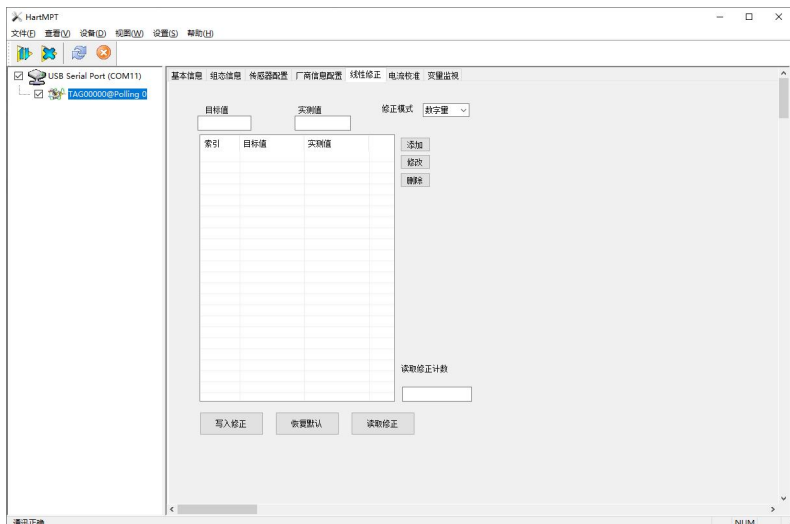 HartMPT
文件(F) 查看(V) 设备(D) 视图(W) 设置(S) 帮助(H)
USB Serial Port (COM11)
TAG00000@Polling 0
基本信息 组态信息 传感器配置 厂商信息配置 线性修正 电流校准 变量监视
目标值 实测值 修正模式 数字量
索引 目标值 实测值
添加
修改
删除
读取修正计数
写入修正 恢复默认 读取修正
通讯正确 NUM